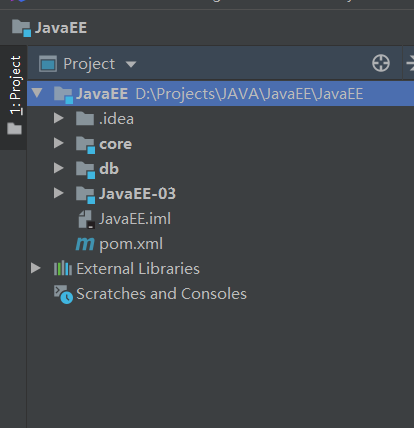 JavaEE
1: Project
Project
JavaEE D:\Projects\JAVA\JavaEE\JavaEE
.idea
core
db
JavaEE-03
JavaEE.iml
pom.xml
External Libraries
Scratches and Consoles